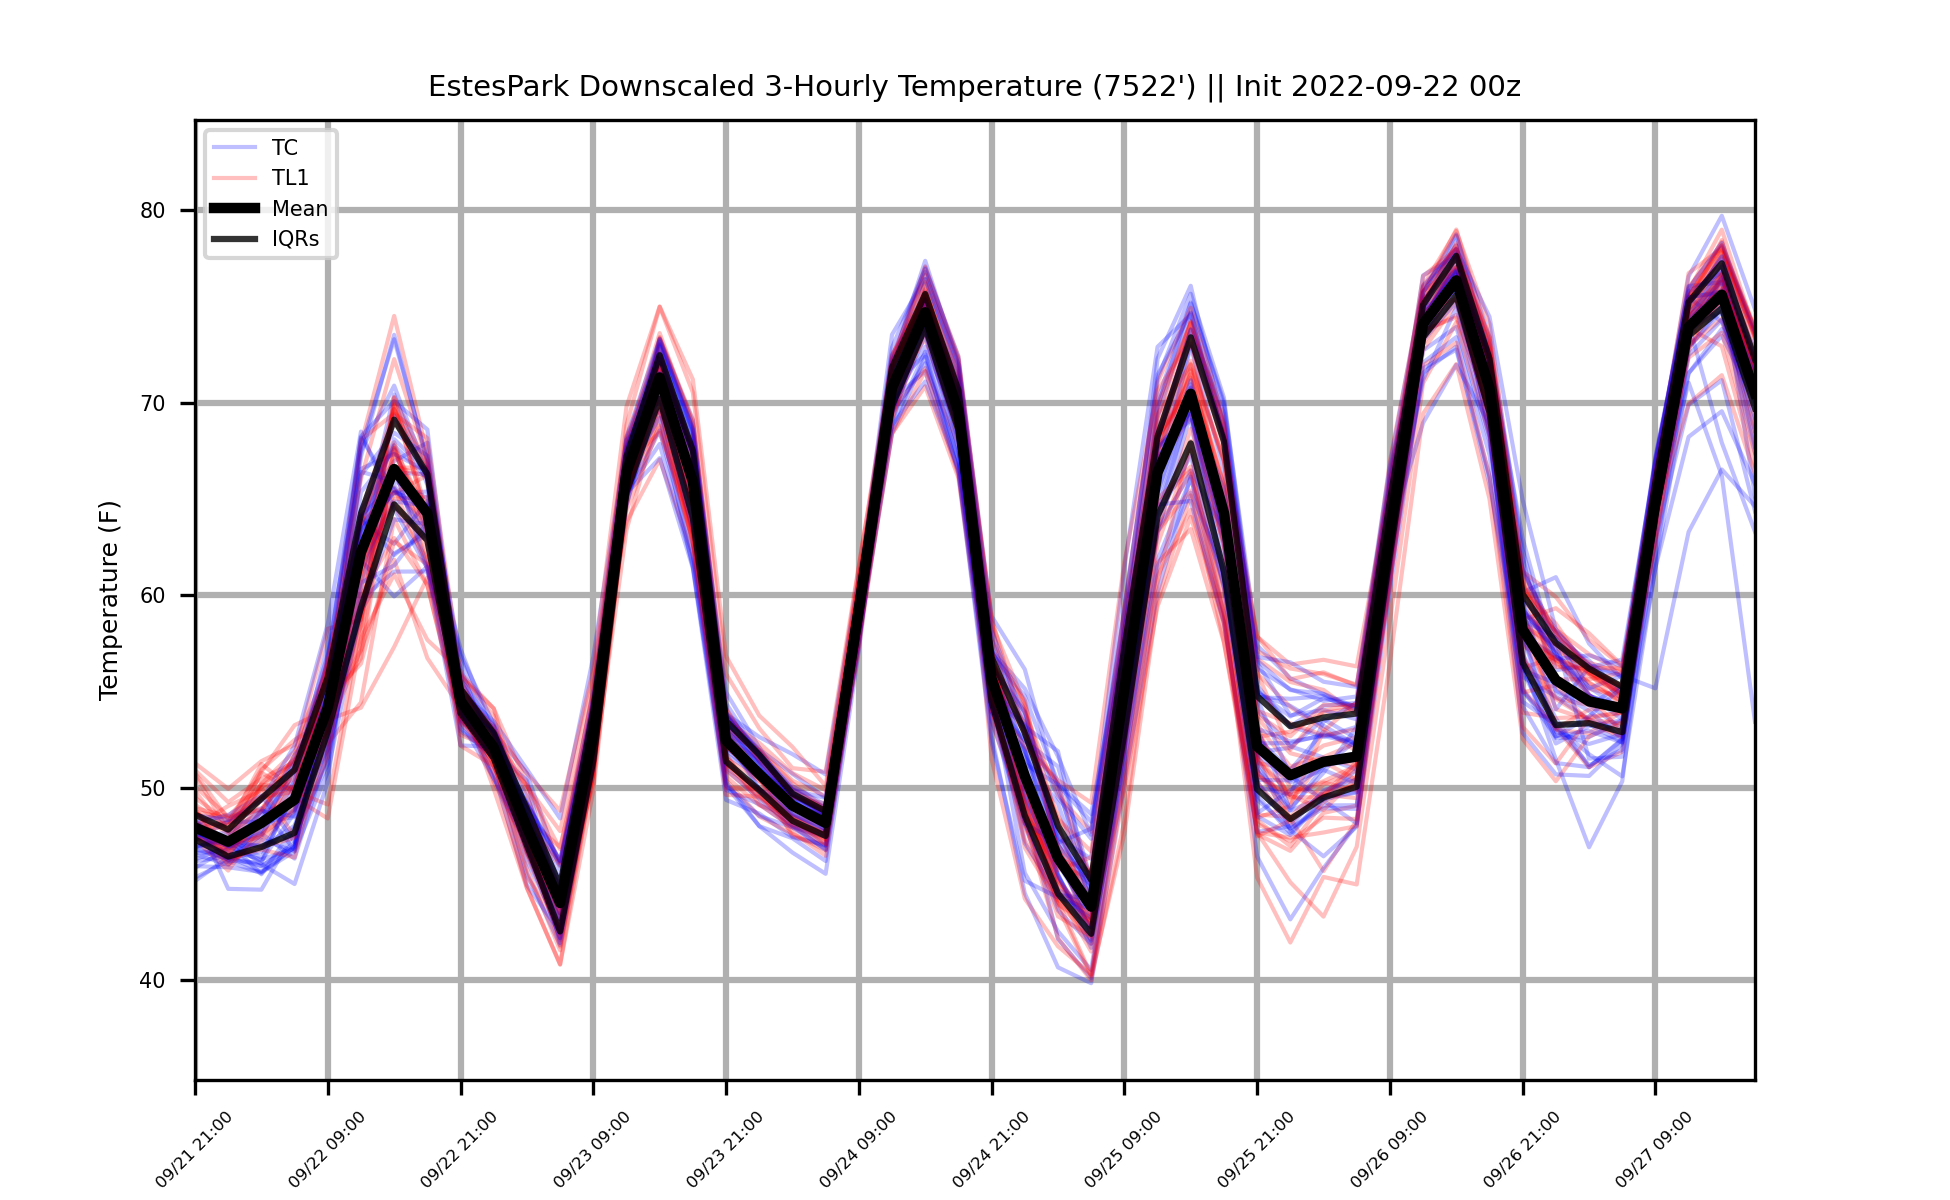 EstesPark Downscaled 3-Hourly Temperature (7522') || Init 2022-09-22 00z
TC
TL1
Mean
IQRs
Temperature (F)
80
70
60
50
40
09/21 21:00
09/22 09:00
09/22 21:00
09/23 09:00
09/23 21:00
09/24 09:00
09/24 21:00
09/25 09:00
09/25 21:00
09/26 09:00
09/26 21:00
09/27 09:00